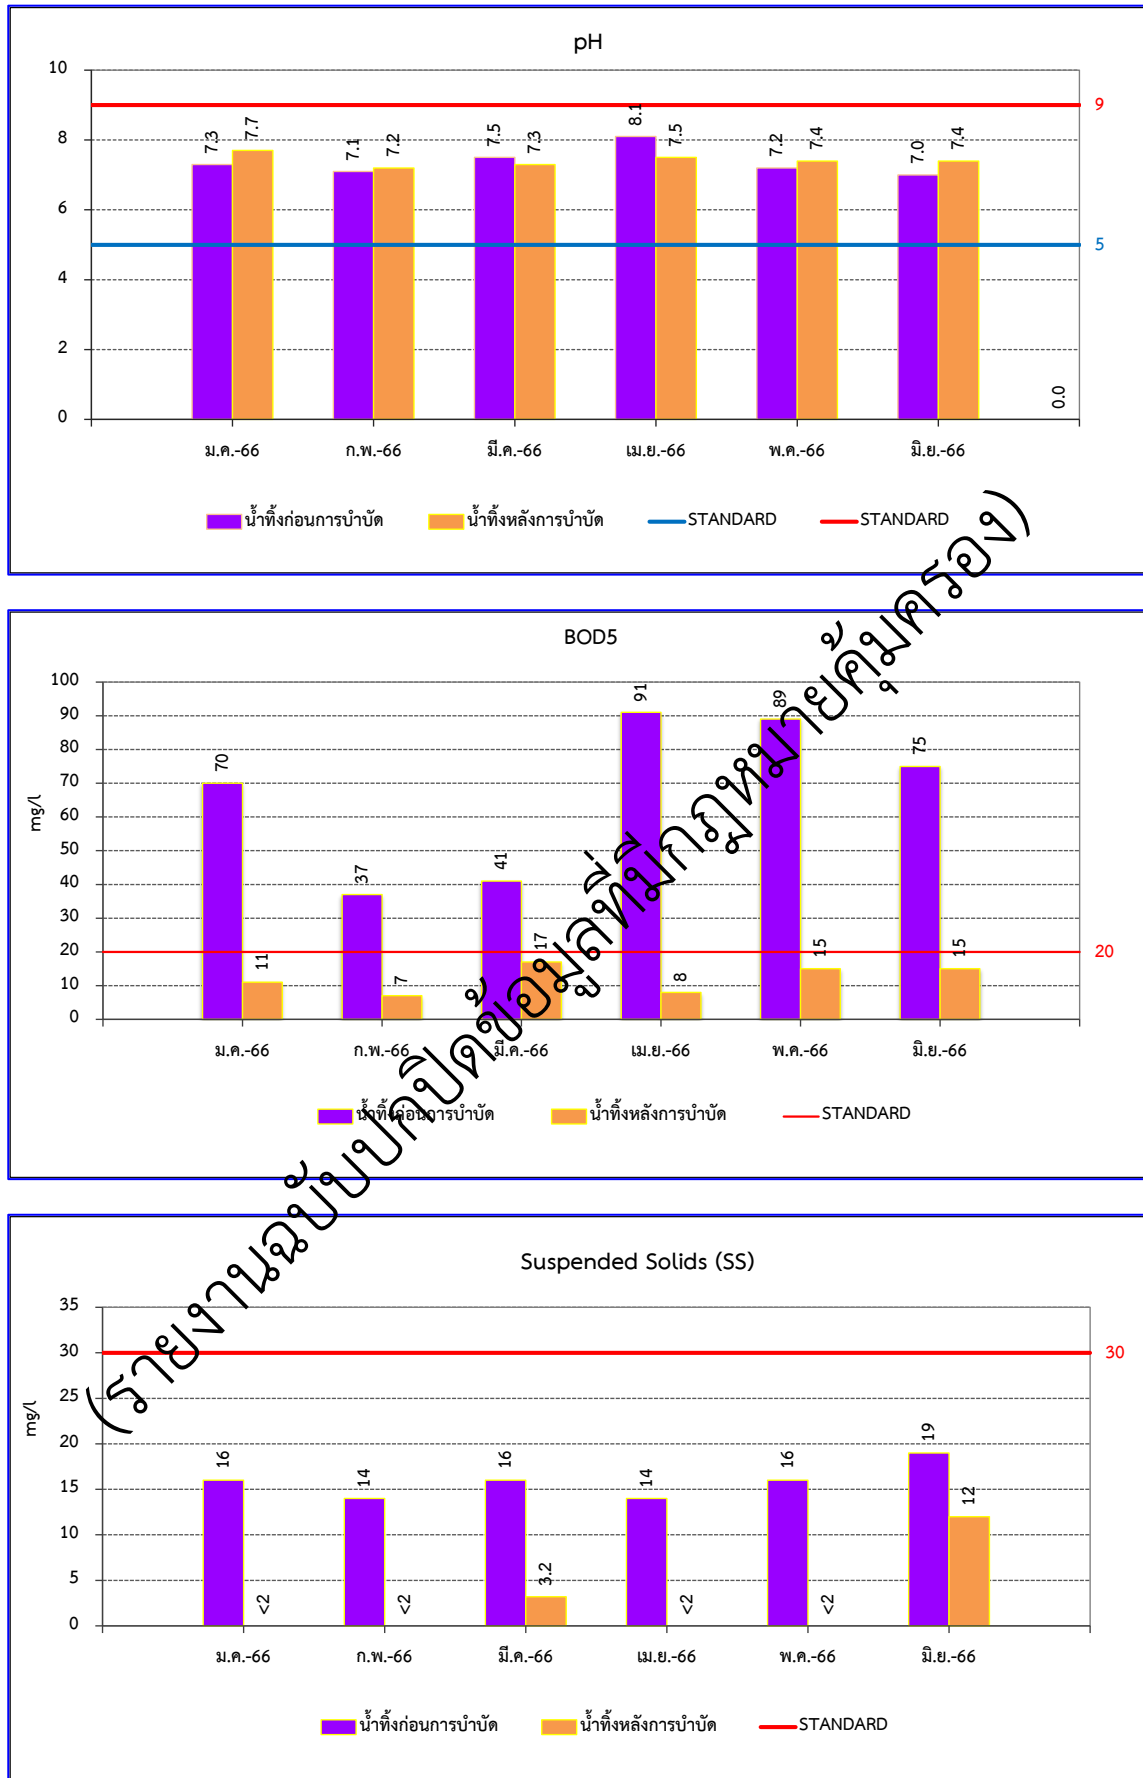 pH
10
8
6
4
2
0
7.3 7.7 7.1 7.2 7.5 7.3 8.1 7.5 7.2 7.4 7.0 7.4 0.0
9
5
ม.ค.-66 ก.พ.-66 มี.ค.-66 เม.ย.-66 พ.ค.-66 มิ.ย.-66
น้ำทิ้งก่อนการบำบัด น้ำทิ้งหลังการบำบัด STANDARD STANDARD
BOD5
mg/l
100
90
80
70
60
50
40
30
20
10
0
70 11 37 7 41 17 91 8 89 15 75 15
20
ม.ค.-66 ก.พ.-66 มี.ค.-66 เม.ย.-66 พ.ค.-66 มิ.ย.-66
น้ำทิ้งก่อนการบำบัด น้ำทิ้งหลังการบำบัด STANDARD
Suspended Solids (SS)
mg/l
35
30
25
20
15
10
5
0
16 <2 14 <2 16 3.2 14 <2 16 <2 19 12
30
ม.ค.-66 ก.พ.-66 มี.ค.-66 เม.ย.-66 พ.ค.-66 มิ.ย.-66
น้ำทิ้งก่อนการบำบัด น้ำทิ้งหลังการบำบัด STANDARD
(รายงานฉบับปกปิดข้อมูลที่มีกฎหมายคุ้มครอง)